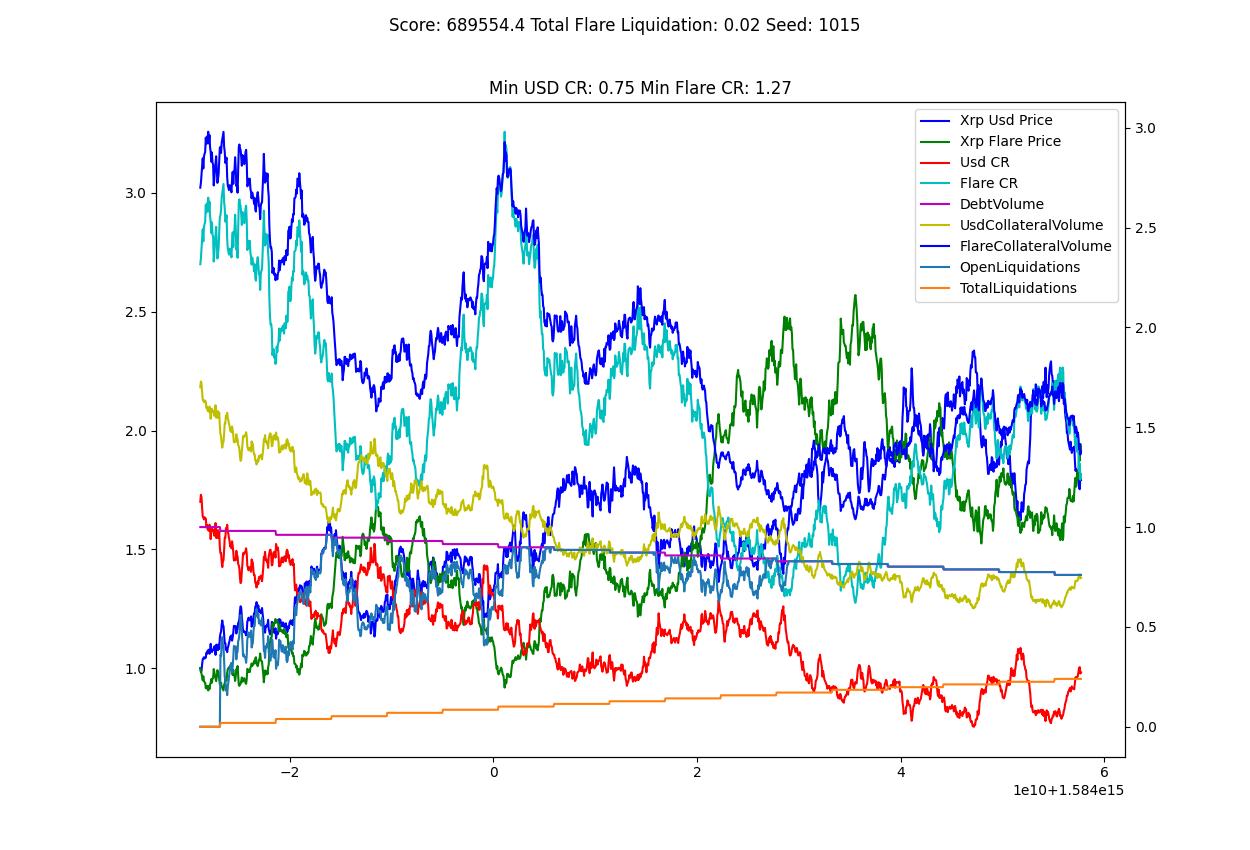 Score: 689554.4 Total Flare Liquidation: 0.02 Seed: 1015
Min USD CR: 0.75 Min Flare CR: 1.27
Xrp Usd Price
Xrp Flare Price
Usd CR
Flare CR
DebtVolume
UsdCollateralVolume
FlareCollateralVolume
OpenLiquidations
TotalLiquidations
3.0
2.5
2.0
1.5
1.0
3.0
2.5
2.0
1.5
1.0
0.5
0.0
−2 0 2 4 6
1e10+1.584e15